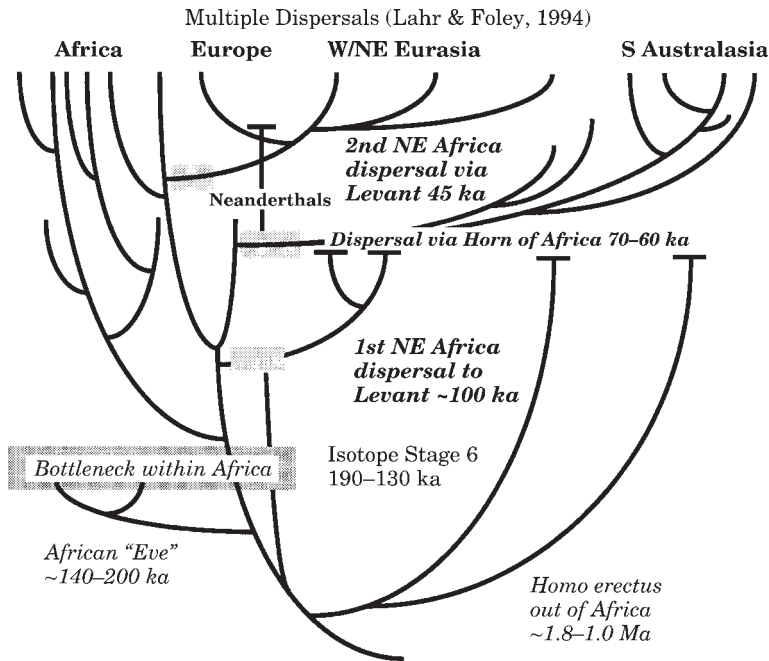 Multiple Dispersals (Lahr & Foley, 1994)
Africa Europe W/NE Eurasia S Australasia
2nd NE Africa
dispersal via
Levant 45 ka
Neanderthals
Dispersal via Horn of Africa 70–60 ka
1st NE Africa
dispersal to
Levant ~100 ka
Bottleneck within Africa
Isotope Stage 6
190–130 ka
African “Eve”
~140–200 ka
Homo erectus
out of Africa
~1.8–1.0 Ma